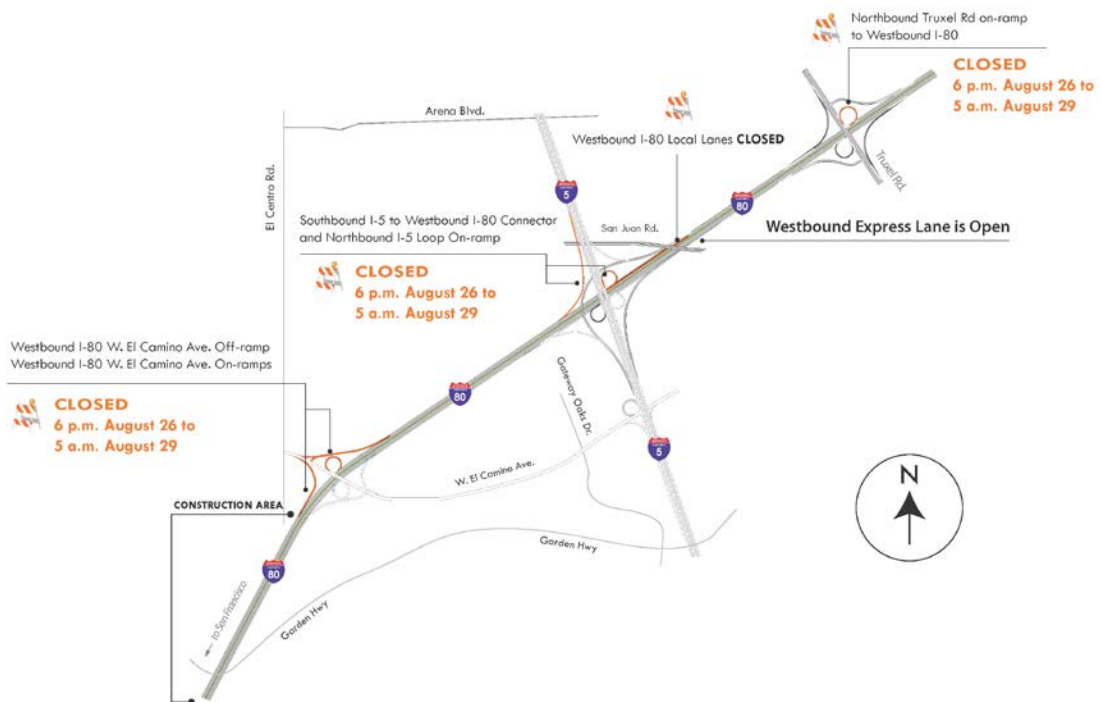 Northbound Truxel Rd on-ramp
to Westbound I-80
CLOSED
6 p.m. August 26 to
5 a.m. August 29
Arena Blvd.
Westbound I-80 Local Lanes CLOSED
Truxel Rd.
El Centro Rd.
5
80
Southbound I-5 to Westbound I-80 Connector
and Northbound I-5 Loop On-ramp
San Juan Rd.
Westbound Express Lane is Open
CLOSED
6 p.m. August 26 to
5 a.m. August 29
Westbound I-80 W. El Camino Ave. Off-ramp
Westbound I-80 W. El Camino Ave. On-ramps
80
Gateway Oaks Dr.
CLOSED
6 p.m. August 26 to
5 a.m. August 29
5
W. El Camino Ave.
CONSTRUCTION AREA
N
Garden Hwy
80
to San Francisco
Garden Hwy